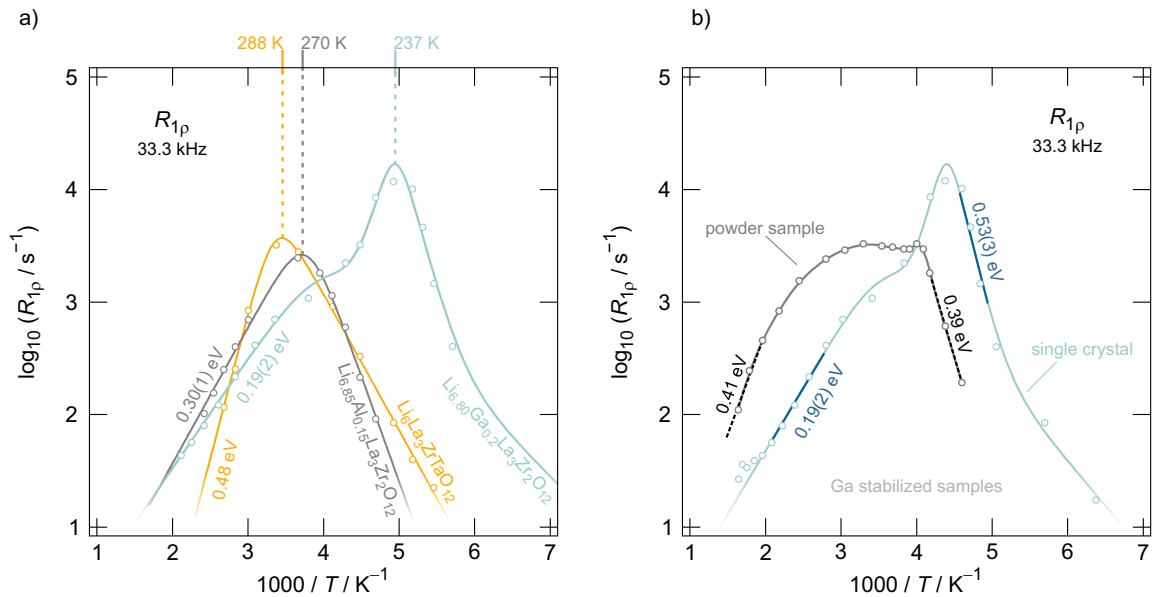 a)
288 K
270 K
237 K
5
4
3
2
1
log10 (R1ρ / s−1)
R1ρ
33.3 kHz
0.30(1) eV
0.48 eV
0.19(2) eV
Li6La3ZrTaO12
Li6.85Al0.15La3Zr2O12
Li6.80Ga0.2La3Zr2O12
1 2 3 4 5 6 7
1000 / T / K−1
b)
5
4
3
2
1
log10 (R1ρ / s−1)
R1ρ
33.3 kHz
powder sample
0.53(3) eV
0.39 eV
0.41 eV
0.19(2) eV
single crystal
Ga stabilized samples
1 2 3 4 5 6 7
1000 / T / K−1